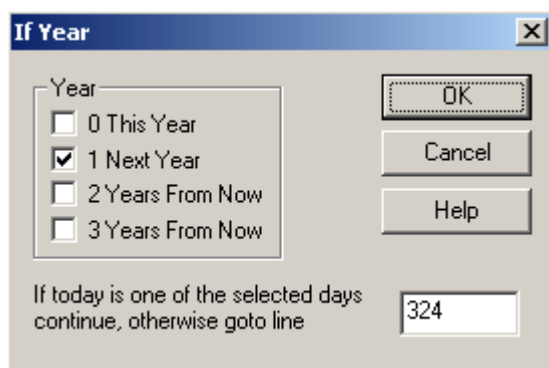 If Year
Year
0 This Year
1 Next Year
2 Years From Now
3 Years From Now
OK
Cancel
Help
If today is one of the selected days
continue, otherwise goto line
324